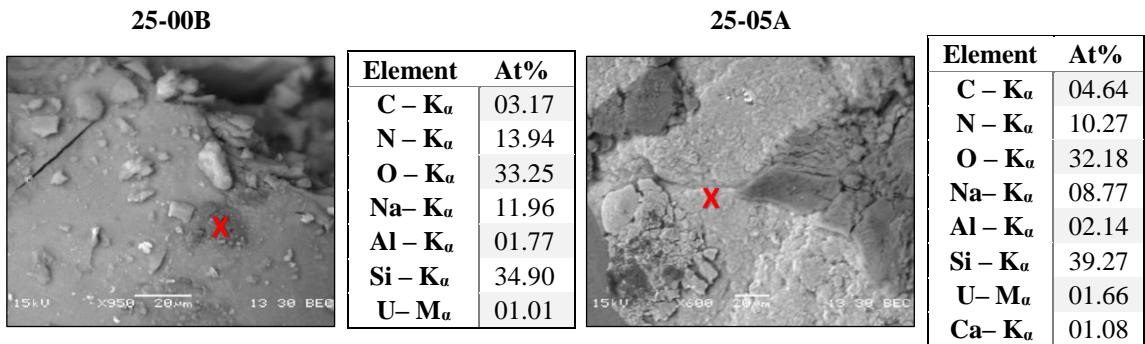 25-00B
25-05A
Element At%
C – Kα 03.17
N – Kα 13.94
O – Kα 33.25
Na– Kα 11.96
Al – Kα 01.77
Si – Kα 34.90
U– Mα 01.01
Element At%
C – Kα 04.64
N – Kα 10.27
O – Kα 32.18
Na– Kα 08.77
Al – Kα 02.14
Si – Kα 39.27
U– Mα 01.66
Ca– Kα 01.08
X
15kV X950 20μm 13 30 BEC
X
15kV X600 20μm 13 30 BEC